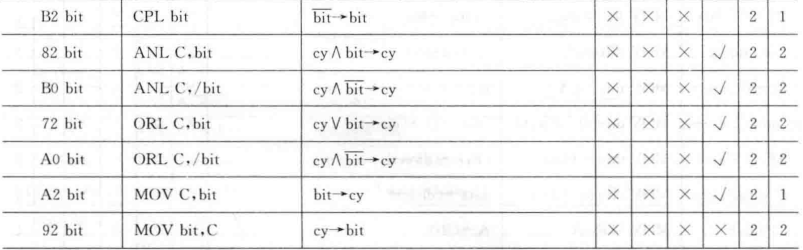 B2 bit CPL bit b̅i̅t̅→bit × × × 2 1
82 bit ANL C,bit cy∧bit→cy × × × √ 2 2
B0 bit ANL C,/bit cy∧b̅i̅t̅→cy × × × √ 2 2
72 bit ORL C,bit cy∨bit→cy × × × √ 2 2
A0 bit ORL C,/bit cy∧b̅i̅t̅→cy × × × √ 2 2
A2 bit MOV C,bit bit→cy × × × √ 2 1
92 bit MOV bit,C cy→bit × × × × 2 2